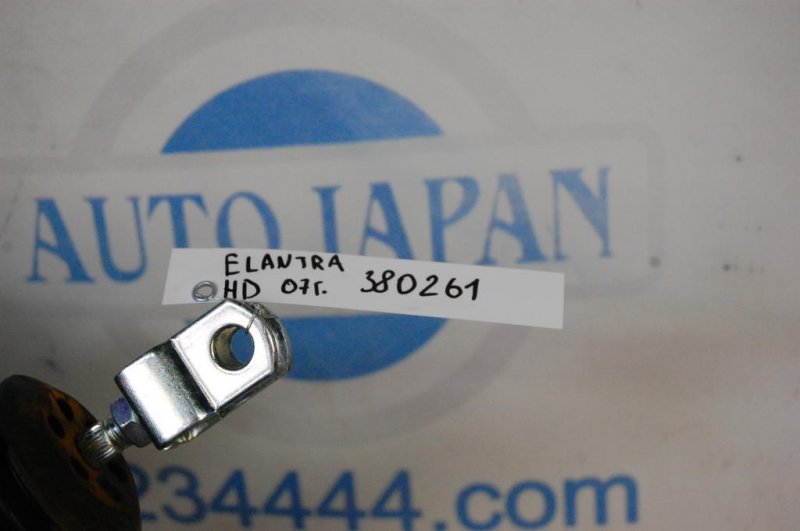 AUTO JAPAN
ELANTRA
HD 07г. 380261
234444.com